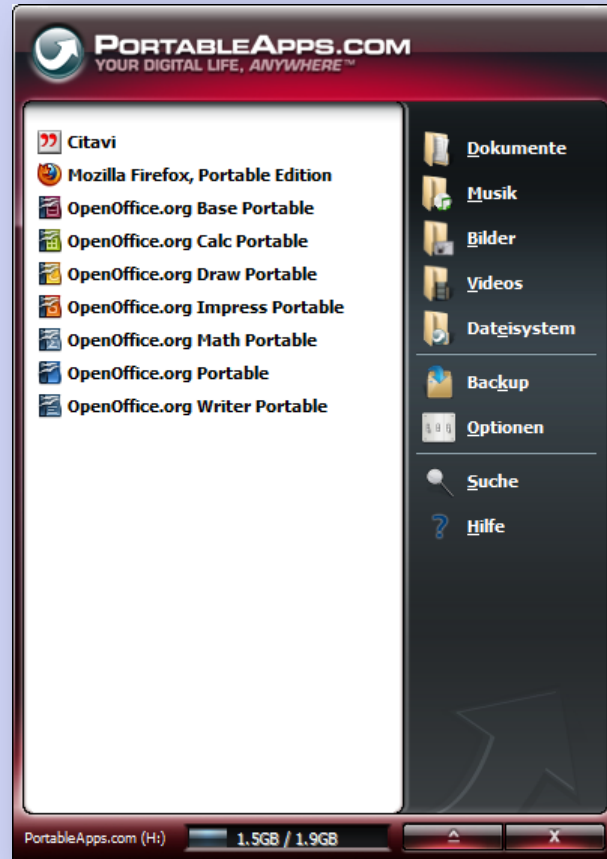 PORTABLEAPPS.COM
YOUR DIGITAL LIFE, ANYWHERE™
Citavi
Mozilla Firefox, Portable Edition
OpenOffice.org Base Portable
OpenOffice.org Calc Portable
OpenOffice.org Draw Portable
OpenOffice.org Impress Portable
OpenOffice.org Math Portable
OpenOffice.org Portable
OpenOffice.org Writer Portable
Dokumente
Musik
Bilder
Videos
Dateisystem
Backup
Optionen
Suche
Hilfe
PortableApps.com (H:)
1.5GB / 1.9GB
X